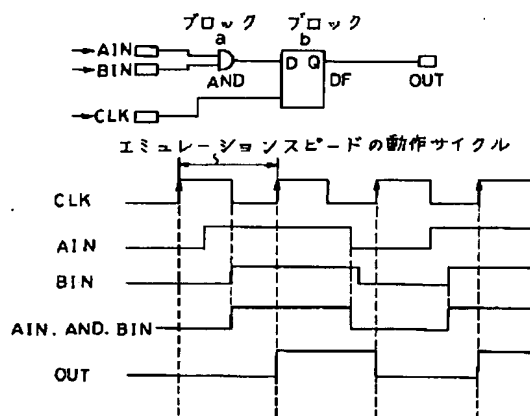 ブロック ブロック
a b
AIN
BIN
AND
D Q
DF
OUT
CLK
エミュレーションスピードの動作サイクル
CLK
AIN
BIN
AIN. AND. BIN
OUT